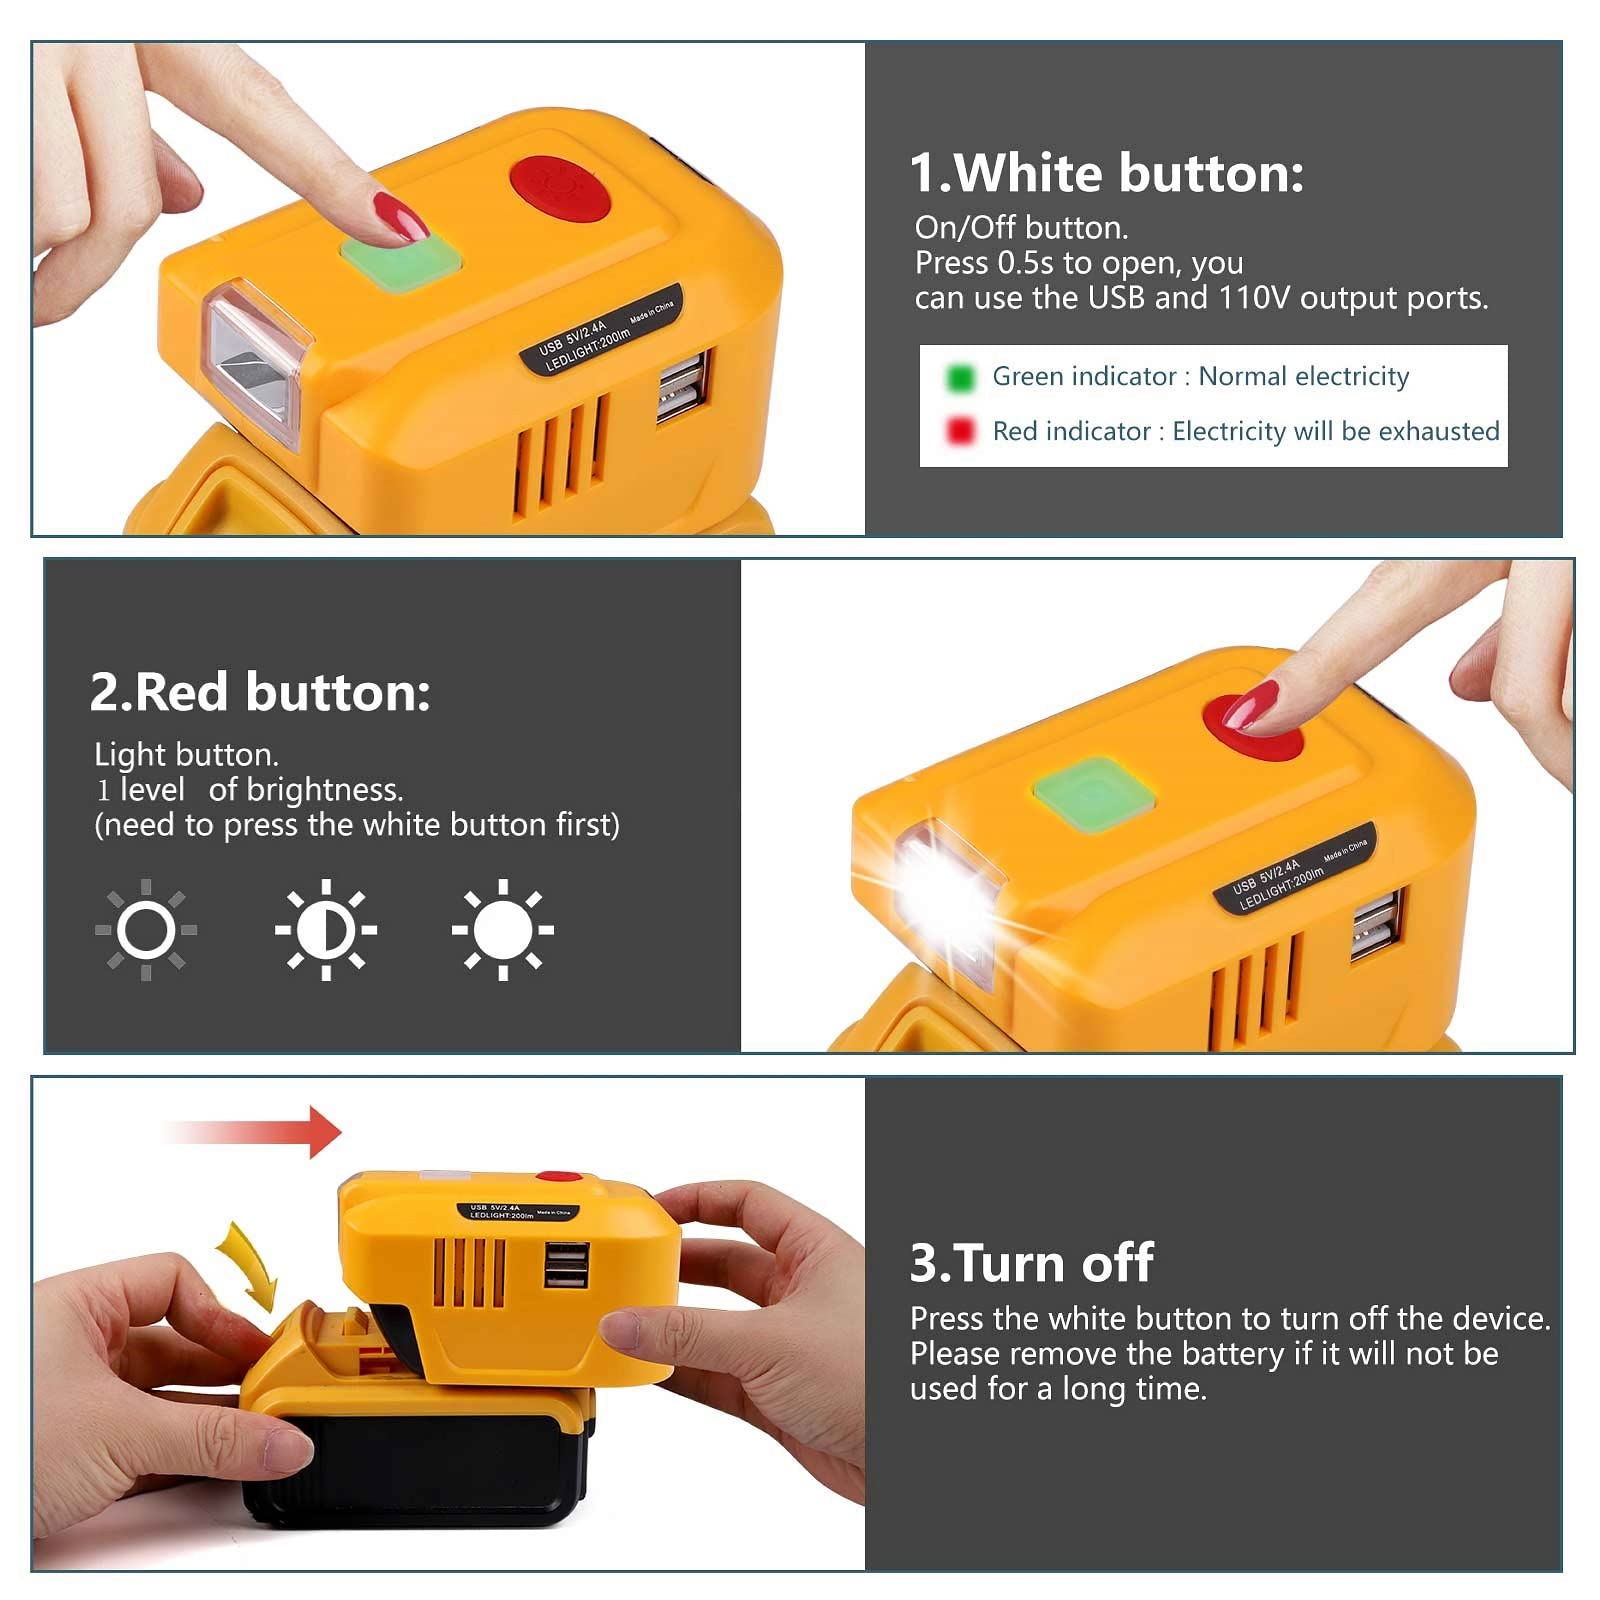 1.White button:
On/Off button.
Press 0.5s to open, you
can use the USB and 110V output ports.
Green indicator : Normal electricity
Red indicator : Electricity will be exhausted
USB 5V/2.4A
Made in China
LEDLIGHT:200lm
2.Red button:
Light button.
1 level of brightness.
(need to press the white button first)
USB 5V/2.4A
Made in China
LEDLIGHT:200lm
3.Turn off
Press the white button to turn off the device.
Please remove the battery if it will not be
used for a long time.
USB 5V/2.4A
Made in China
LEDLIGHT:200lm